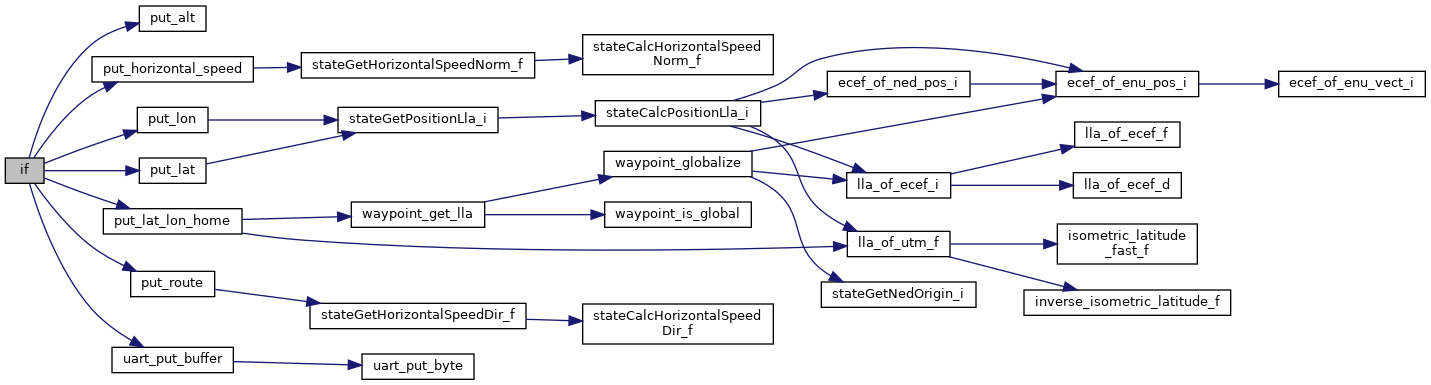 if
put_alt
put_horizontal_speed
put_lon
put_lat
put_lat_lon_home
put_route
uart_put_buffer
stateGetHorizontalSpeedNorm_f
stateGetPositionLla_i
waypoint_get_lla
stateGetHorizontalSpeedDir_f
uart_put_byte
stateCalcHorizontalSpeed
Norm_f
stateCalcPositionLla_i
waypoint_globalize
waypoint_is_global
stateCalcHorizontalSpeed
Dir_f
ecef_of_ned_pos_i
lla_of_ecef_i
lla_of_utm_f
stateGetNedOrigin_i
ecef_of_enu_pos_i
lla_of_ecef_f
lla_of_ecef_d
isometric_latitude
_fast_f
inverse_isometric_latitude_f
ecef_of_enu_vect_i